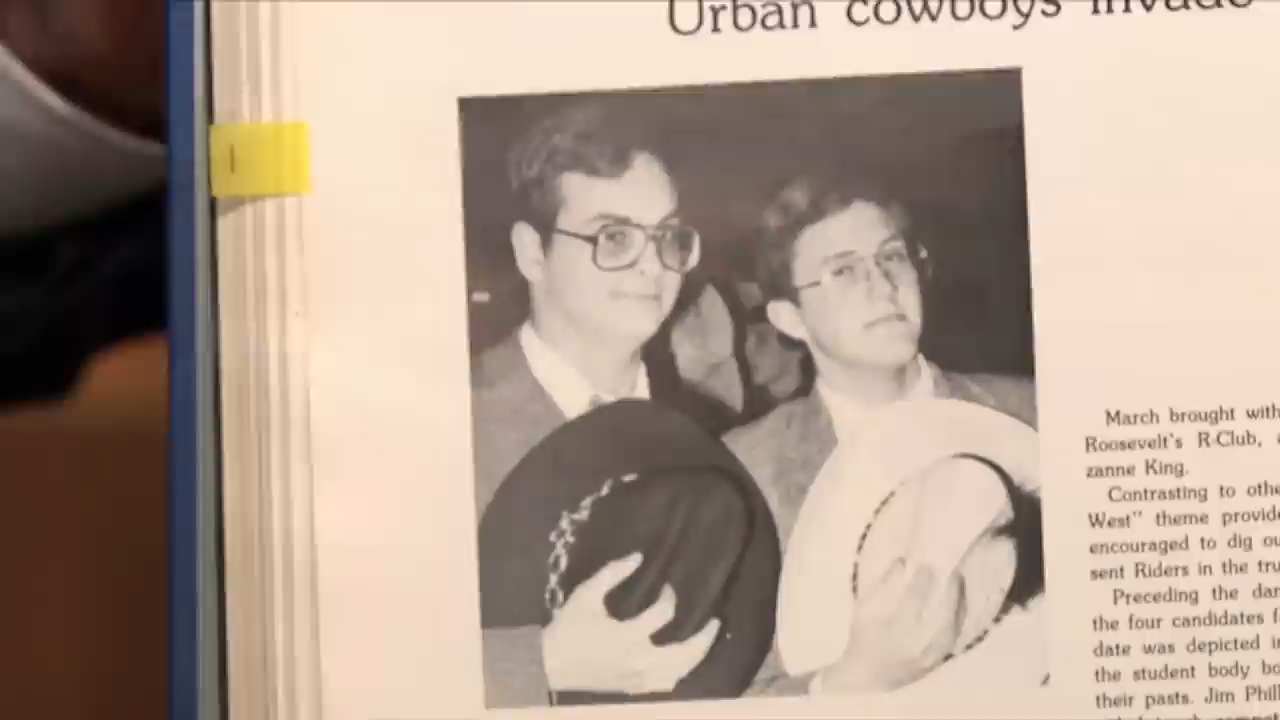 Urban cowboys invade
March brought with
Roosevelt's R-Club,
zanne King.
Contrasting to othe
West" theme provide
encouraged to dig ou
sent Riders in the tru
Preceding the dan
the four candidates f
date was depicted i
the student body bo
their pasts. Jim Phill